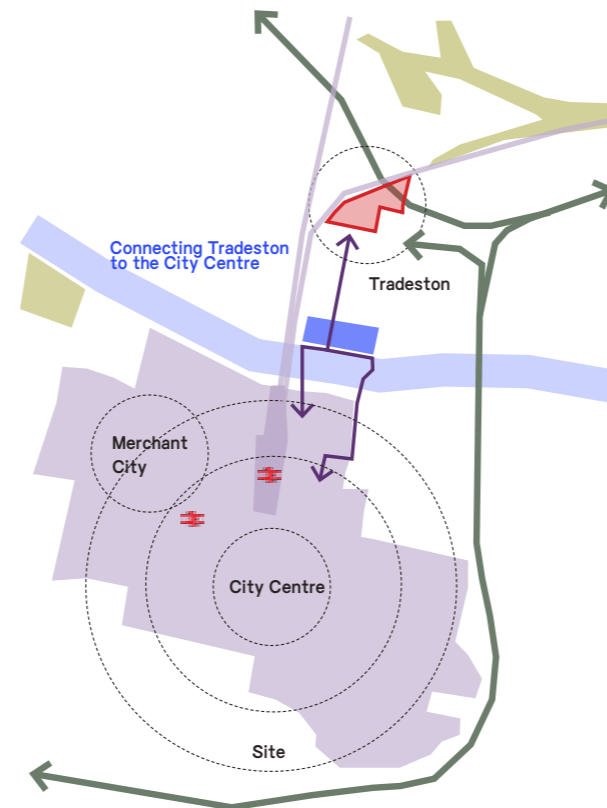 Connecting Tradeston
to the City Centre
Tradeston
Merchant
City
City Centre
Site